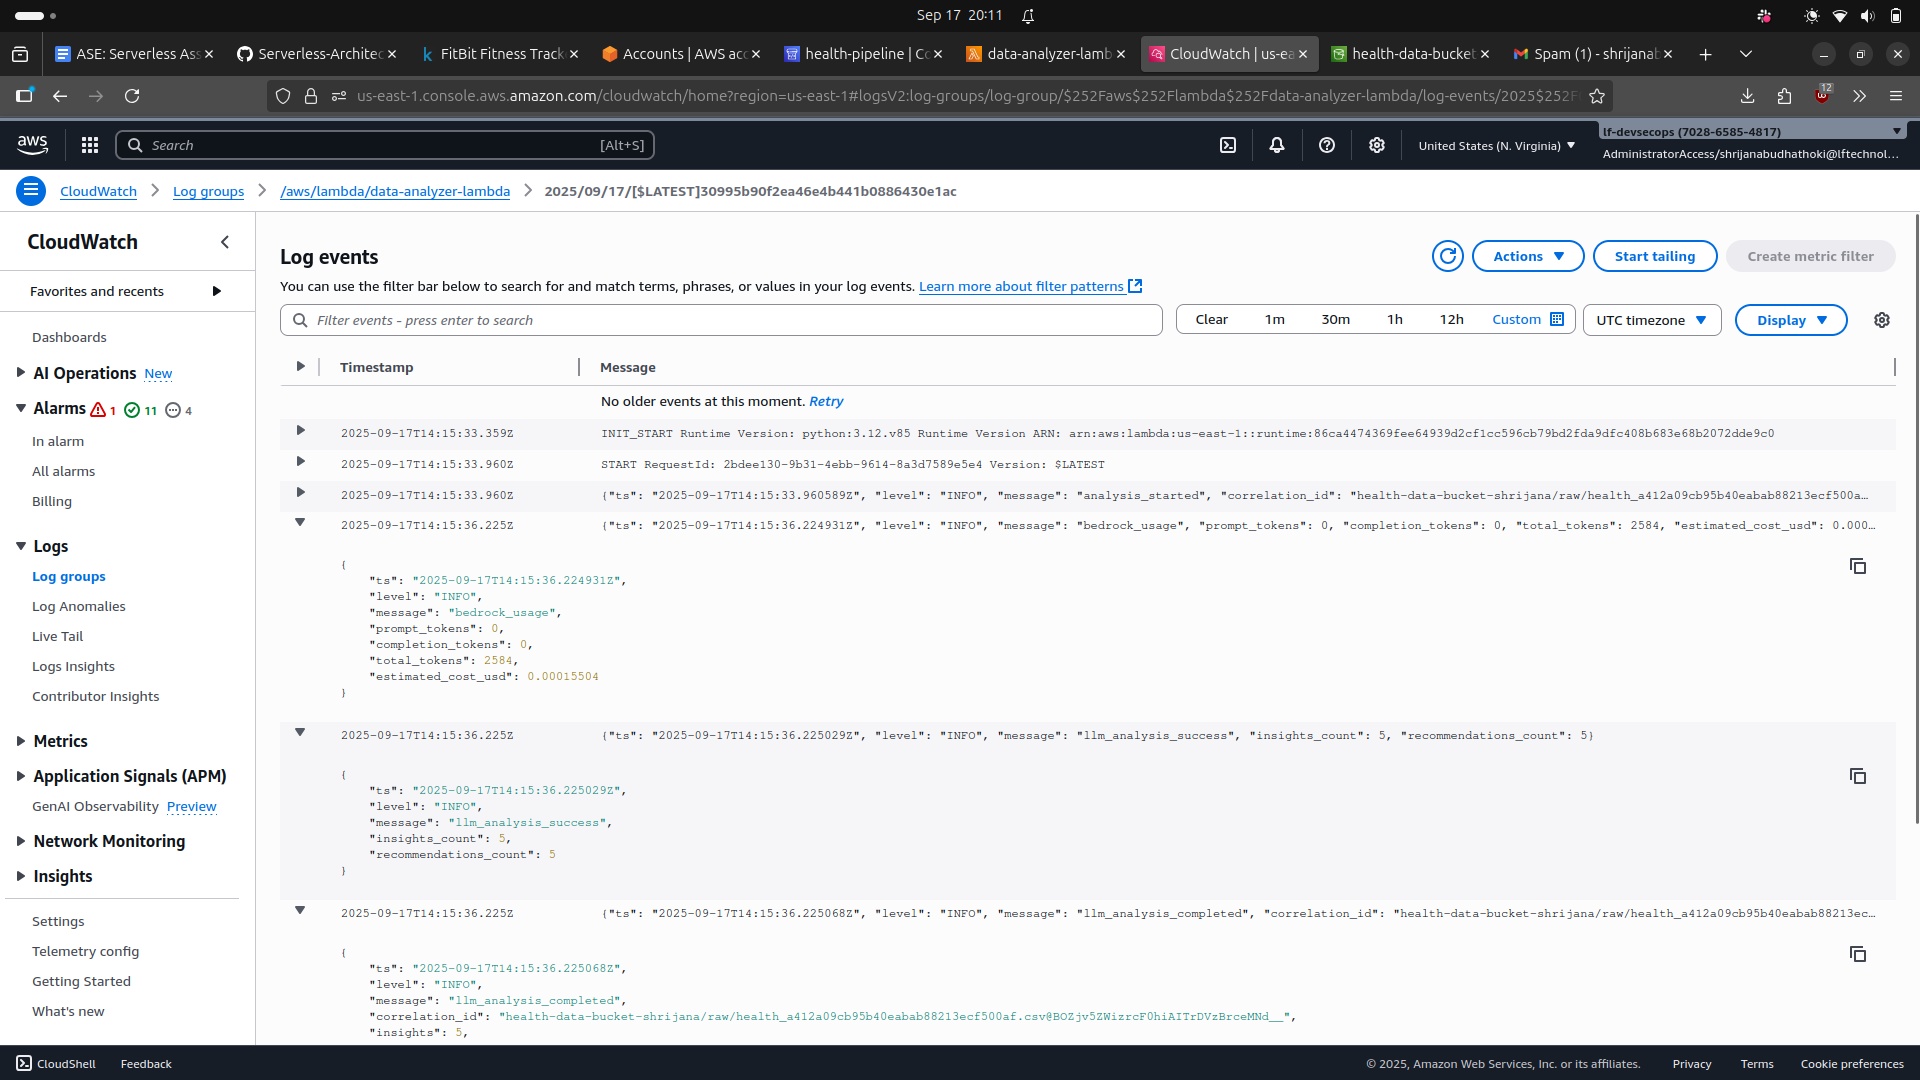 Sep 17 20:11
ASE: Serverless Ass
Serverless-Architec
FitBit Fitness Track
Accounts | AWS acc
health-pipeline | Co
data-analyzer-lamb
CloudWatch | us-ea
health-data-bucket
Spam (1) - shrijanab
us-east-1.console.aws.amazon.com/cloudwatch/home?region=us-east-1#logsV2:log-groups/log-group/$252Faws$252Flambda$252Fdata-analyzer-lambda/log-events/2025$252F
12
aws
Search [Alt+S]
United States (N. Virginia)
lf-devsecops (7028-6585-4817)
AdministratorAccess/shrijanabudhathoki@lftechnol...
CloudWatch > Log groups > /aws/lambda/data-analyzer-lambda > 2025/09/17/[$LATEST]30995b90f2ea46e4b441b0886430e1ac
CloudWatch
Favorites and recents
Dashboards
AI Operations New
Alarms 1 11 4
In alarm
All alarms
Billing
Logs
Log groups
Log Anomalies
Live Tail
Logs Insights
Contributor Insights
Metrics
Application Signals (APM)
GenAI Observability Preview
Network Monitoring
Insights
Settings
Telemetry config
Getting Started
What's new
Log events
Actions
Start tailing
Create metric filter
You can use the filter bar below to search for and match terms, phrases, or values in your log events. Learn more about filter patterns
Filter events - press enter to search
Clear 1m 30m 1h 12h Custom
UTC timezone
Display
Timestamp Message
No older events at this moment. Retry
2025-09-17T14:15:33.359Z INIT_START Runtime Version: python:3.12.v85 Runtime Version ARN: arn:aws:lambda:us-east-1::runtime:86ca4474369fee64939d2cf1cc596cb79bd2fda9dfc408b683e68b2072dde9c0
2025-09-17T14:15:33.960Z START RequestId: 2bdee130-9b31-4ebb-9614-8a3d7589e5e4 Version: $LATEST
2025-09-17T14:15:33.960Z {"ts": "2025-09-17T14:15:33.960589Z", "level": "INFO", "message": "analysis_started", "correlation_id": "health-data-bucket-shrijana/raw/health_a412a09cb95b40eabab88213ecf500a…
2025-09-17T14:15:36.225Z {"ts": "2025-09-17T14:15:36.224931Z", "level": "INFO", "message": "bedrock_usage", "prompt_tokens": 0, "completion_tokens": 0, "total_tokens": 2584, "estimated_cost_usd": 0.000…
{
"ts": "2025-09-17T14:15:36.224931Z",
"level": "INFO",
"message": "bedrock_usage",
"prompt_tokens": 0,
"completion_tokens": 0,
"total_tokens": 2584,
"estimated_cost_usd": 0.00015504
}
2025-09-17T14:15:36.225Z {"ts": "2025-09-17T14:15:36.225029Z", "level": "INFO", "message": "llm_analysis_success", "insights_count": 5, "recommendations_count": 5}
{
"ts": "2025-09-17T14:15:36.225029Z",
"level": "INFO",
"message": "llm_analysis_success",
"insights_count": 5,
"recommendations_count": 5
}
2025-09-17T14:15:36.225Z {"ts": "2025-09-17T14:15:36.225068Z", "level": "INFO", "message": "llm_analysis_completed", "correlation_id": "health-data-bucket-shrijana/raw/health_a412a09cb95b40eabab88213ec…
{
"ts": "2025-09-17T14:15:36.225068Z",
"level": "INFO",
"message": "llm_analysis_completed",
"correlation_id": "health-data-bucket-shrijana/raw/health_a412a09cb95b40eabab88213ecf500af.csv@BOZjv5ZWizrcF0hiAITrDVzBrceMNd__",
"insights": 5,
CloudShell Feedback
© 2025, Amazon Web Services, Inc. or its affiliates. Privacy Terms Cookie preferences